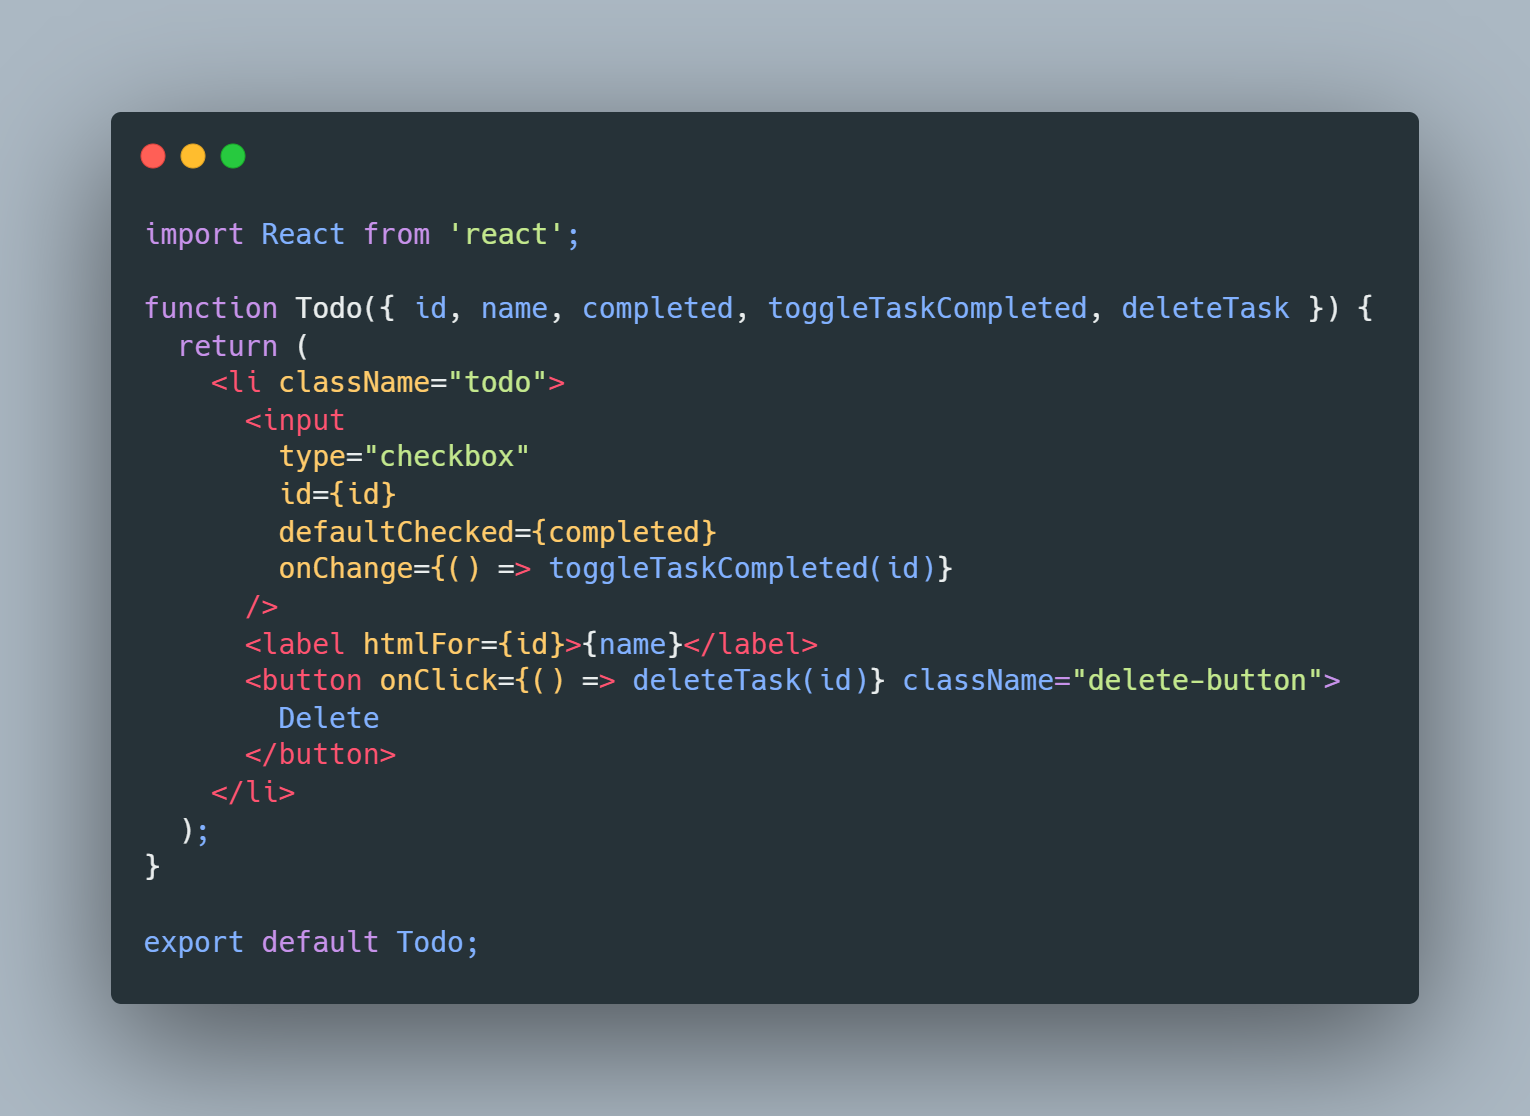 import React from 'react';

function Todo({ id, name, completed, toggleTaskCompleted, deleteTask }) {
  return (
    <li className="todo">
      <input
        type="checkbox"
        id={id}
        defaultChecked={completed}
        onChange={() => toggleTaskCompleted(id)}
      />
      <label htmlFor={id}>{name}</label>
      <button onClick={() => deleteTask(id)} className="delete-button">
        Delete
      </button>
    </li>
  );
}

export default Todo;